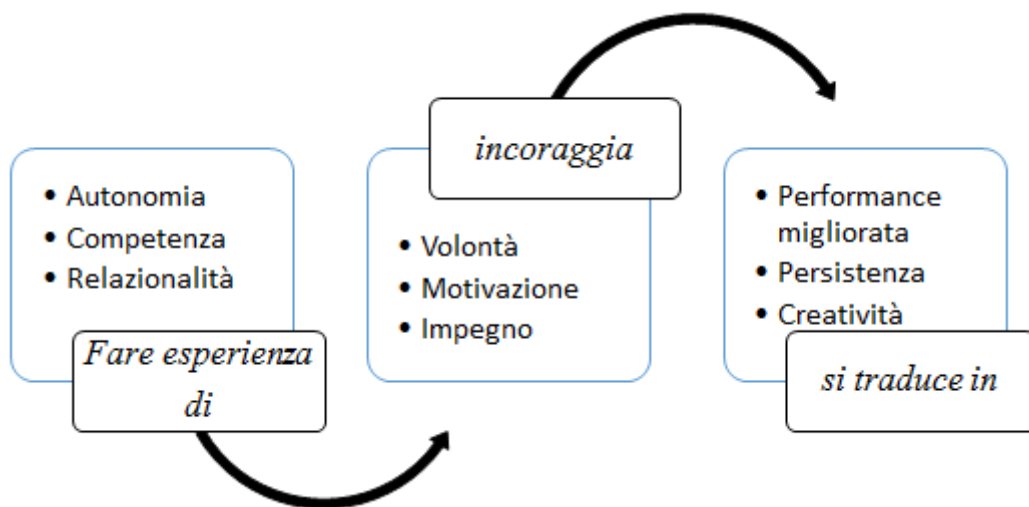 • Autonomia
• Competenza
• Relazionalità
Fare esperienza
di
incoraggia
• Volontà
• Motivazione
• Impegno
• Performance
migliorata
• Persistenza
• Creatività
si traduce in